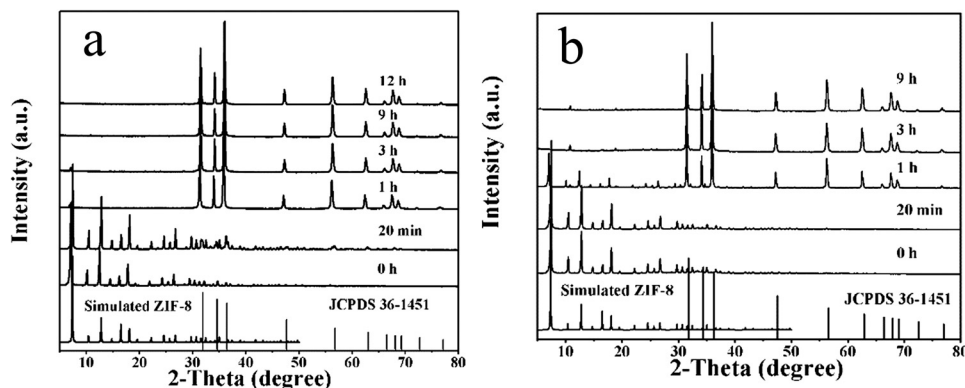 a
Intensity (a.u.)
12 h
9 h
3 h
1 h
20 min
0 h
Simulated ZIF-8
JCPDS 36-1451
10 20 30 40 50 60 70 80
2-Theta (degree)
b
Intensity (a.u.)
9 h
3 h
1 h
20 min
0 h
Simulated ZIF-8
JCPDS 36-1451
10 20 30 40 50 60 70 80
2-Theta (degree)